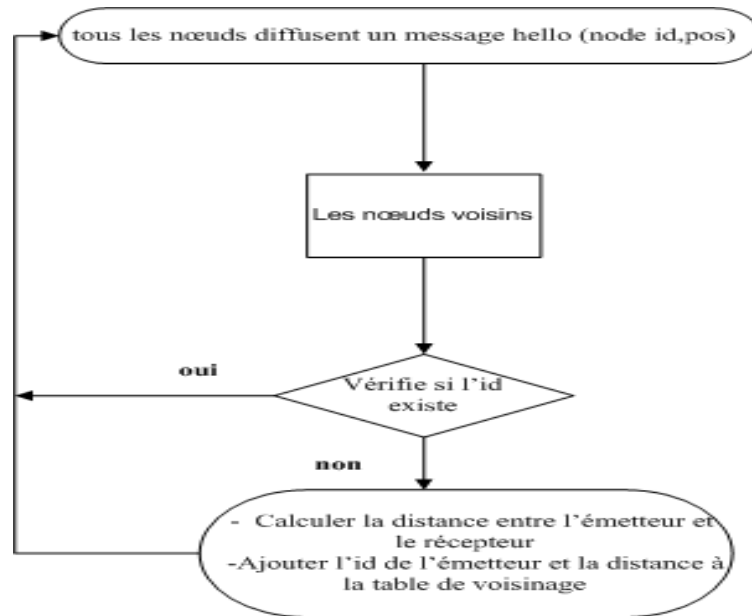 tous les nœuds diffusent un message hello (node id,pos)
Les nœuds voisins
oui
Vérifie si l’id
existe
non
- Calculer la distance entre l’émetteur et
le récepteur
-Ajouter l’id de l’émetteur et la distance à
la table de voisinage